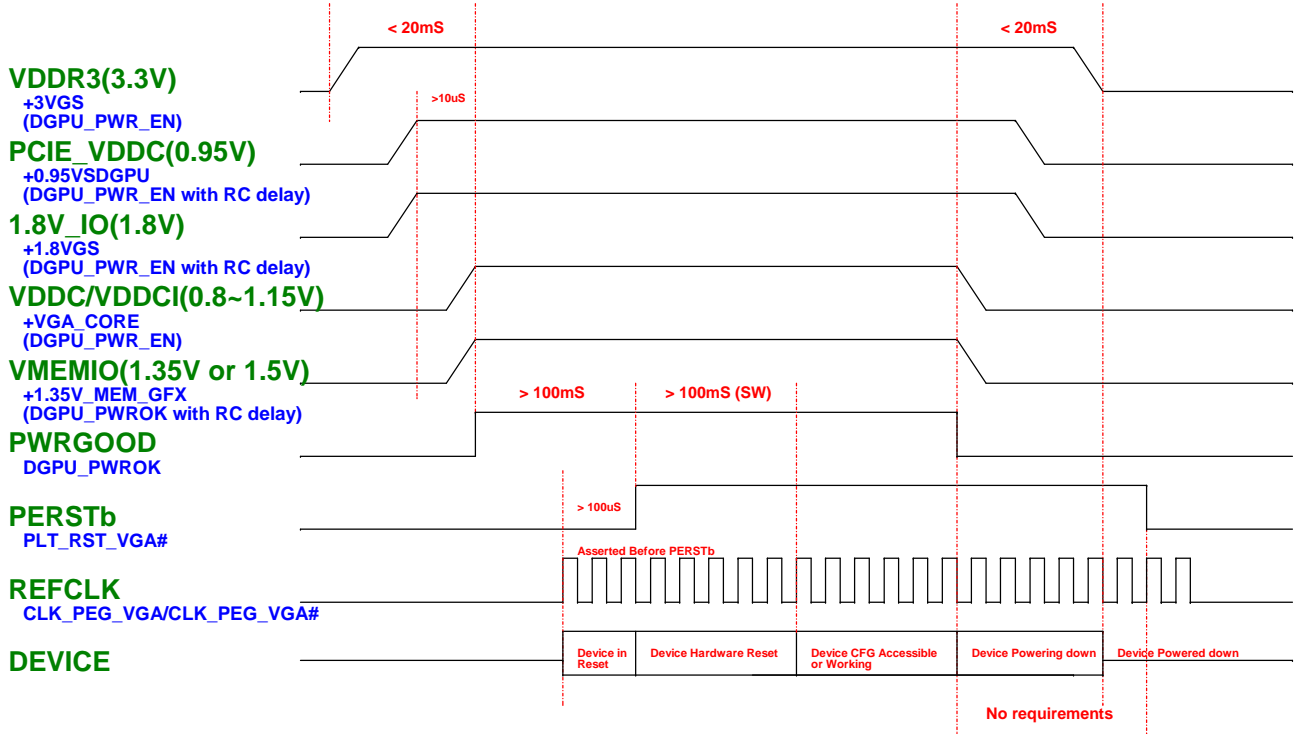 < 20mS
< 20mS
VDDR3(3.3V)
+3VGS
(DGPU_PWR_EN)
>10uS
PCIE_VDDC(0.95V)
+0.95VSDGPU
(DGPU_PWR_EN with RC delay)
1.8V_IO(1.8V)
+1.8VGS
(DGPU_PWR_EN with RC delay)
VDDC/VDDCI(0.8~1.15V)
+VGA_CORE
(DGPU_PWR_EN)
VMEMIO(1.35V or 1.5V)
+1.35V_MEM_GFX
(DGPU_PWROK with RC delay)
> 100mS
> 100mS (SW)
PWRGOOD
DGPU_PWROK
> 100uS
PERSTb
PLT_RST_VGA#
Asserted Before PERSTb
REFCLK
CLK_PEG_VGA/CLK_PEG_VGA#
DEVICE
Device in
Reset
Device Hardware Reset
Device CFG Accessible
or Working
Device Powering down
Device Powered down
No requirements